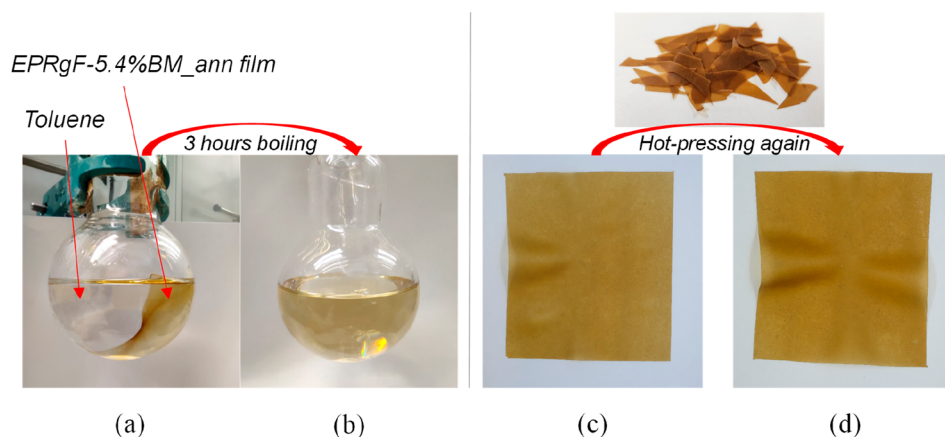 EPRgF-5.4%BM_ann film
Toluene
3 hours boiling
Hot-pressing again
(a)
(b)
(c)
(d)